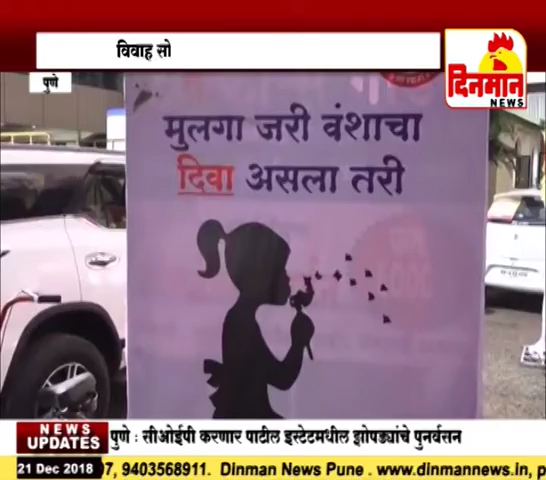 विवाह सो
पुणे
दिनमान
NEWS
मुलगा जरी वंशाचा
दिवा असला तरी
NEWS
UPDATES
पुणे : सीओईपी करणार पाटील इस्टेटमधील झोपड्यांचे पुनर्वसन
21 Dec 2018
07, 9403568911. Dinman News Pune . www.dinmannews.in, p